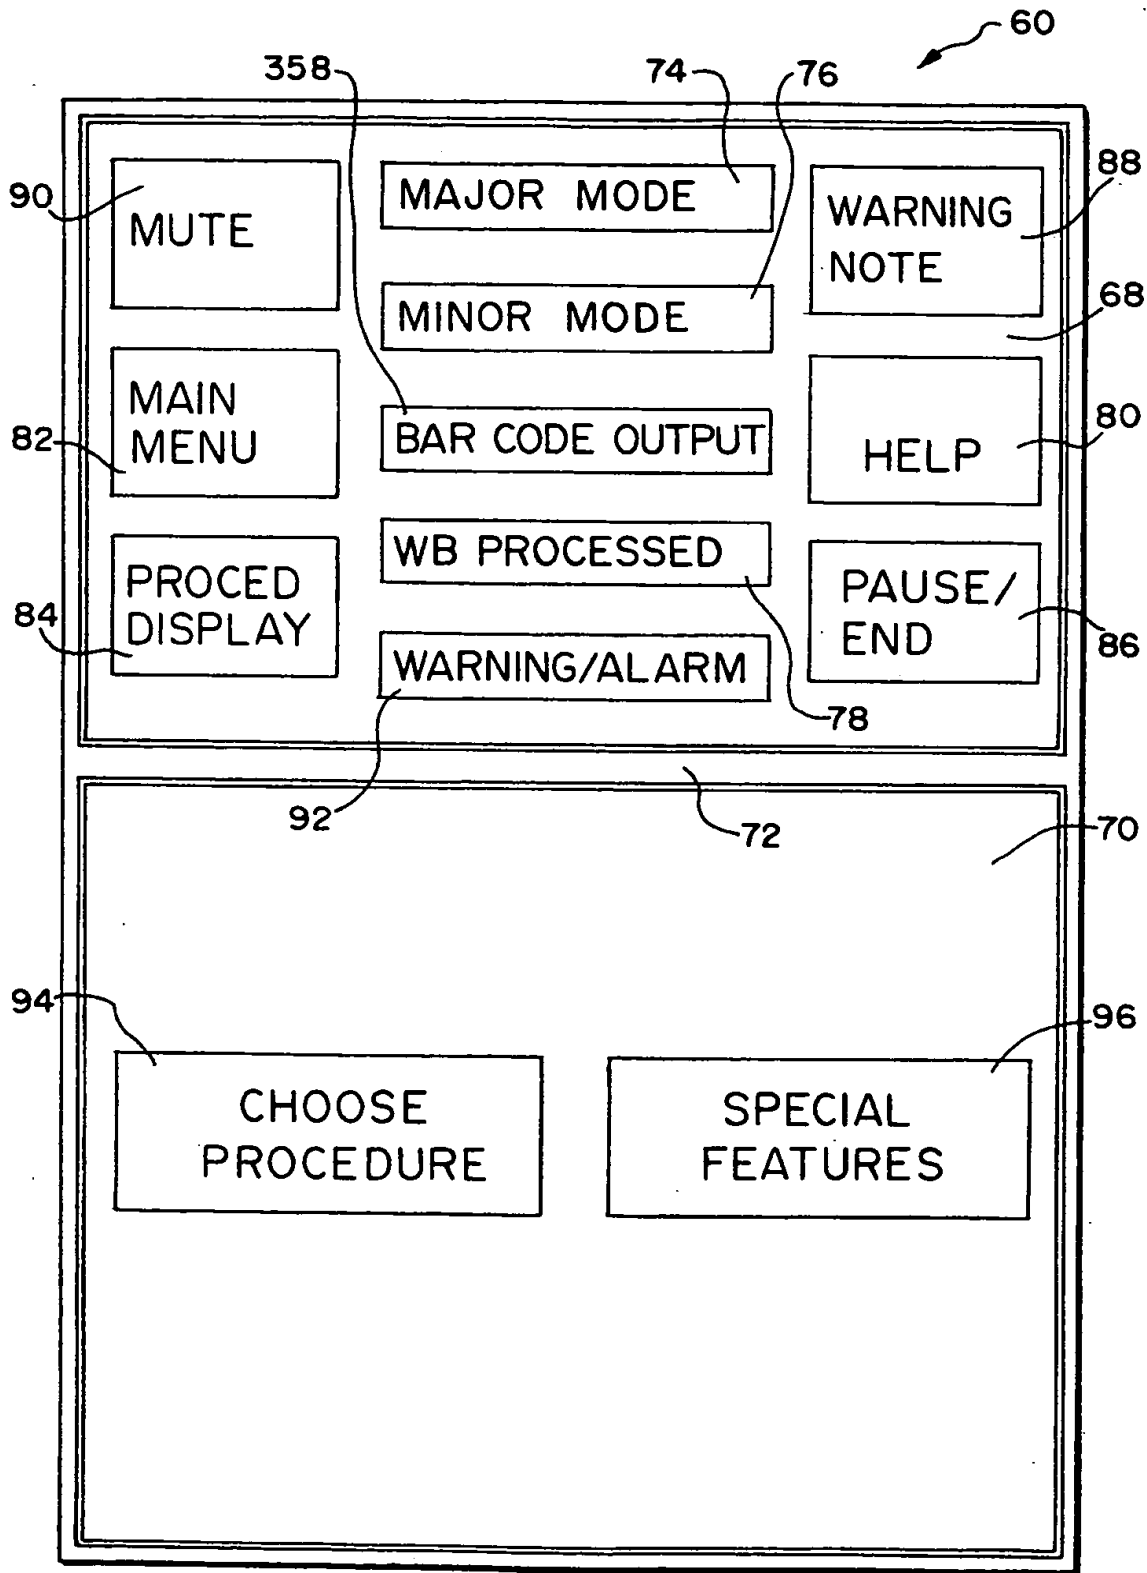 60
358
74
76
90
MUTE
MAJOR MODE
WARNING
NOTE
88
MINOR MODE
68
82
MAIN
MENU
BAR CODE OUTPUT
HELP
80
84
PROCED
DISPLAY
WB PROCESSED
PAUSE/
END
86
WARNING/ALARM
78
92
72
70
94
96
CHOOSE
PROCEDURE
SPECIAL
FEATURES